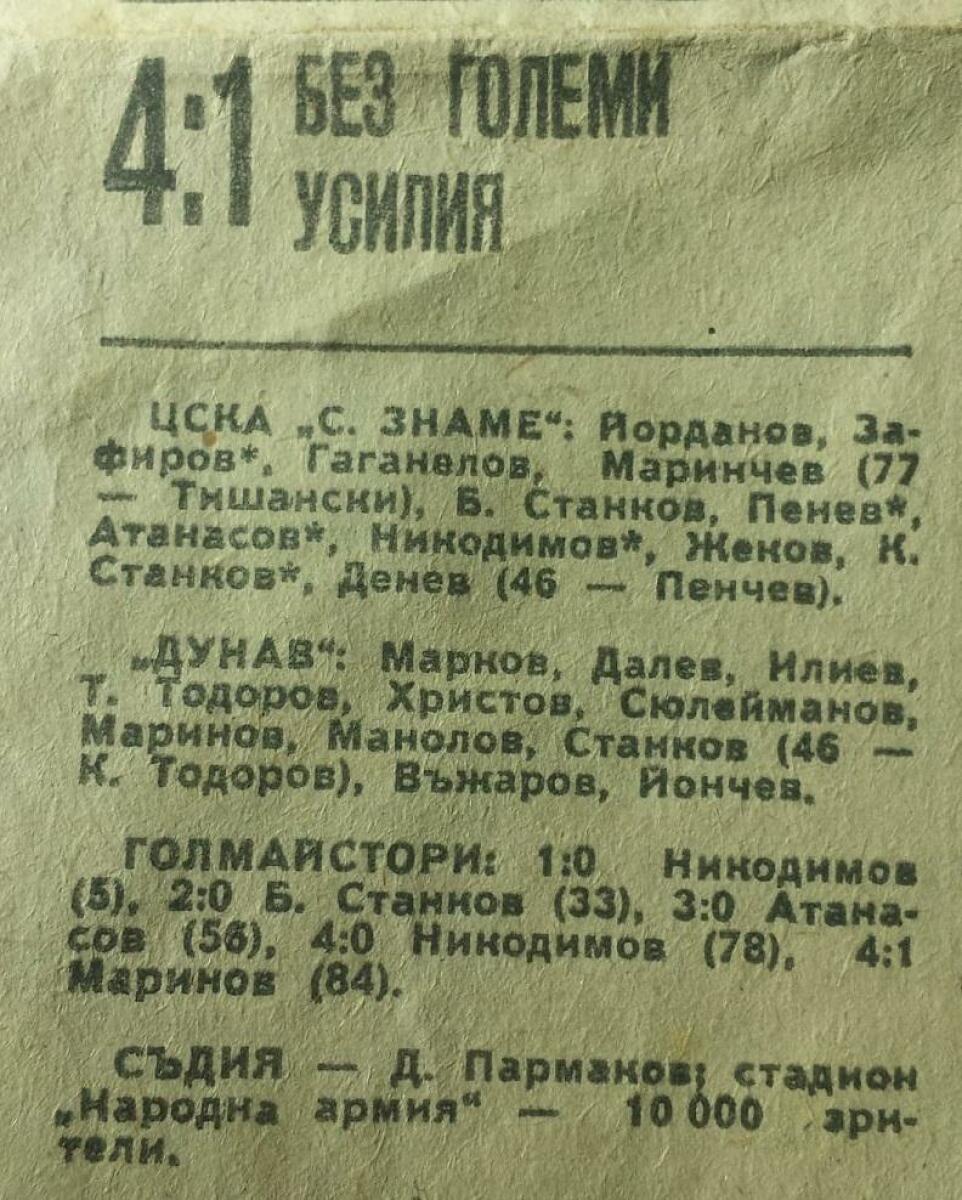 4:1 БЕЗ ГОЛЕМИ
УСИЛИЯ
ЦСКА „С. ЗНАМЕ“: Йорданов, За-
фиров*, Гаганелов, Маринчев (77
— Тишански), Б. Станков, Пенев*,
Атанасов*, Никодимов*, Жеков, К.
Станков*, Денев (46 — Пенчев).
„ДУНАВ“: Марков, Далев, Илиев,
Т. Тодоров, Христов, Сюлейманов,
Маринов, Манолов, Станков (46 —
К. Тодоров), Въжаров, Йончев.
ГОЛМАЙСТОРИ: 1:0 Никодимов
(5), 2:0 Б. Станков (33), 3:0 Атана-
сов (56), 4:0 Никодимов (78), 4:1
Маринов (84).
СЪДИЯ — Д. Пармаков; стадион
„Народна армия“ — 10 000 зри-
тели.